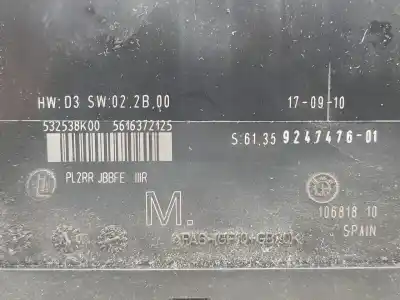 HW:D3 SW:02.2B,00
17-09-10
532538K00 5616372125
S:61.35 9247476-01
PL2RR JBBFE IIIR
M.
106818 10
SPAIN